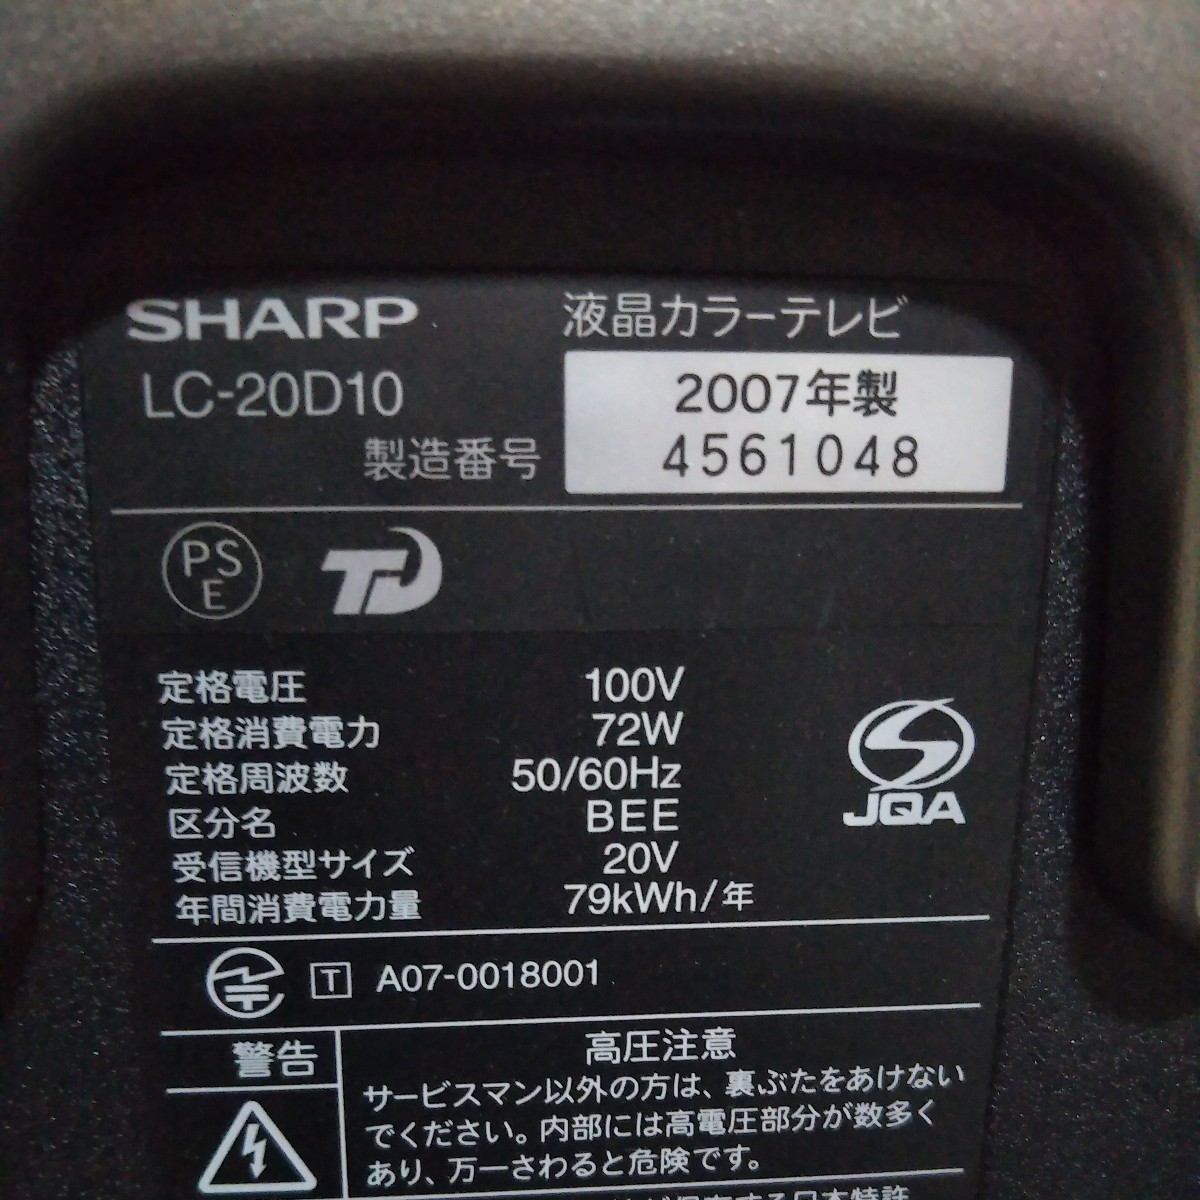 SHARP 液晶カラーテレビ
LC-20D10 2007年製
製造番号 4561048
PS
E
定格電圧 100V
定格消費電力 72W
定格周波数 50/60Hz
区分名 BEE
受信機型サイズ 20V
年間消費電力量 79kWh/年
JQA
T A07-0018001
警告
高圧注意
サービスマン以外の方は、裏ぶたをあけない
でください。内部には高電圧部分が数多く
あり、万一さわると危険です。
する日本特許